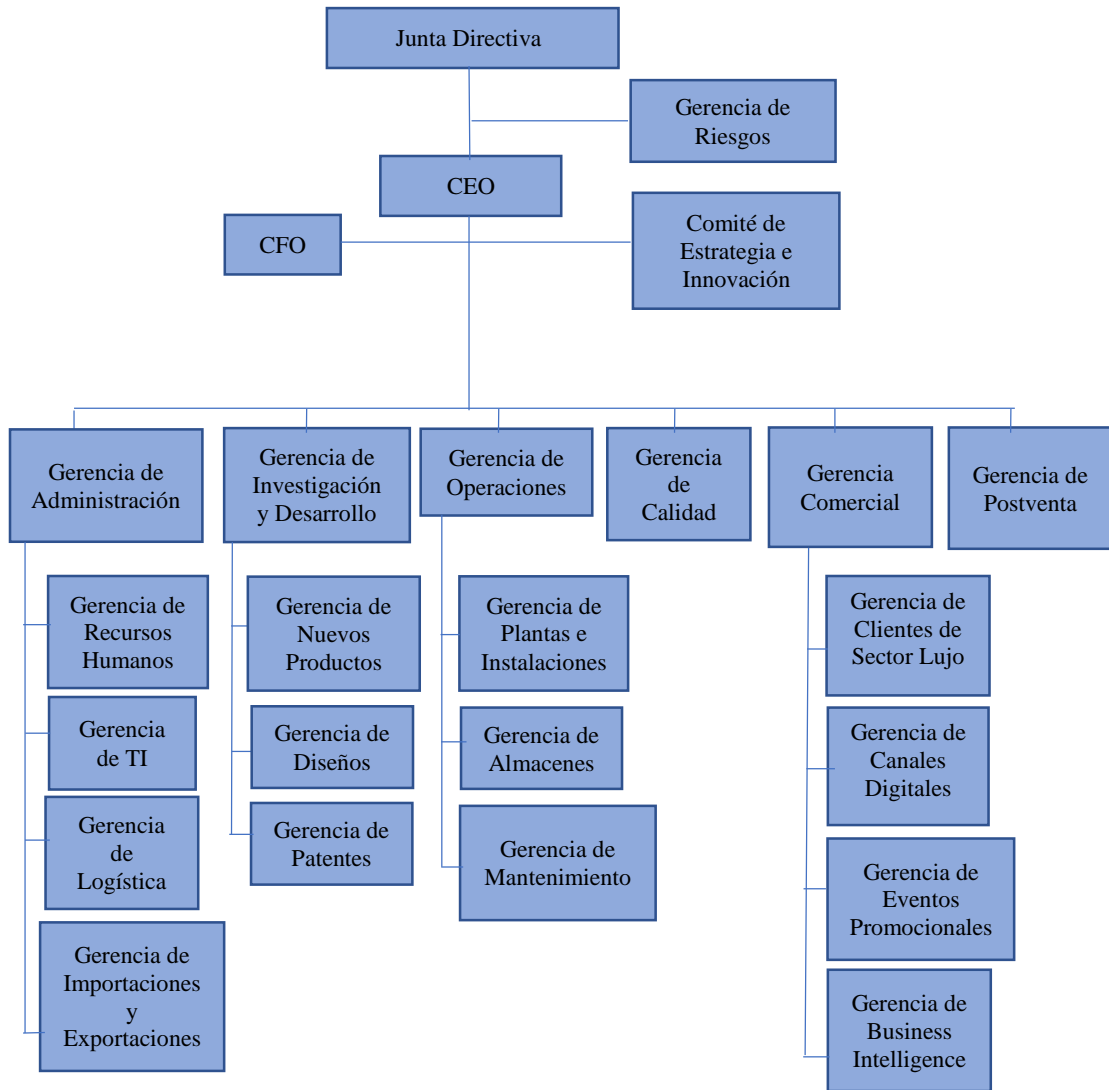 Junta Directiva
Gerencia de
Riesgos
CEO
CFO
Comité de
Estrategia e
Innovación
Gerencia de
Administración
Gerencia de
Investigación
y Desarrollo
Gerencia de
Operaciones
Gerencia
de
Calidad
Gerencia
Comercial
Gerencia de
Postventa
Gerencia de
Recursos
Humanos
Gerencia
de TI
Gerencia
de
Logística
Gerencia de
Importaciones
y
Exportaciones
Gerencia de
Nuevos
Productos
Gerencia de
Diseños
Gerencia de
Patentes
Gerencia de
Plantas e
Instalaciones
Gerencia de
Almacenes
Gerencia de
Mantenimiento
Gerencia de
Clientes de
Sector Lujo
Gerencia de
Canales
Digitales
Gerencia de
Eventos
Promocionales
Gerencia de
Business
Intelligence